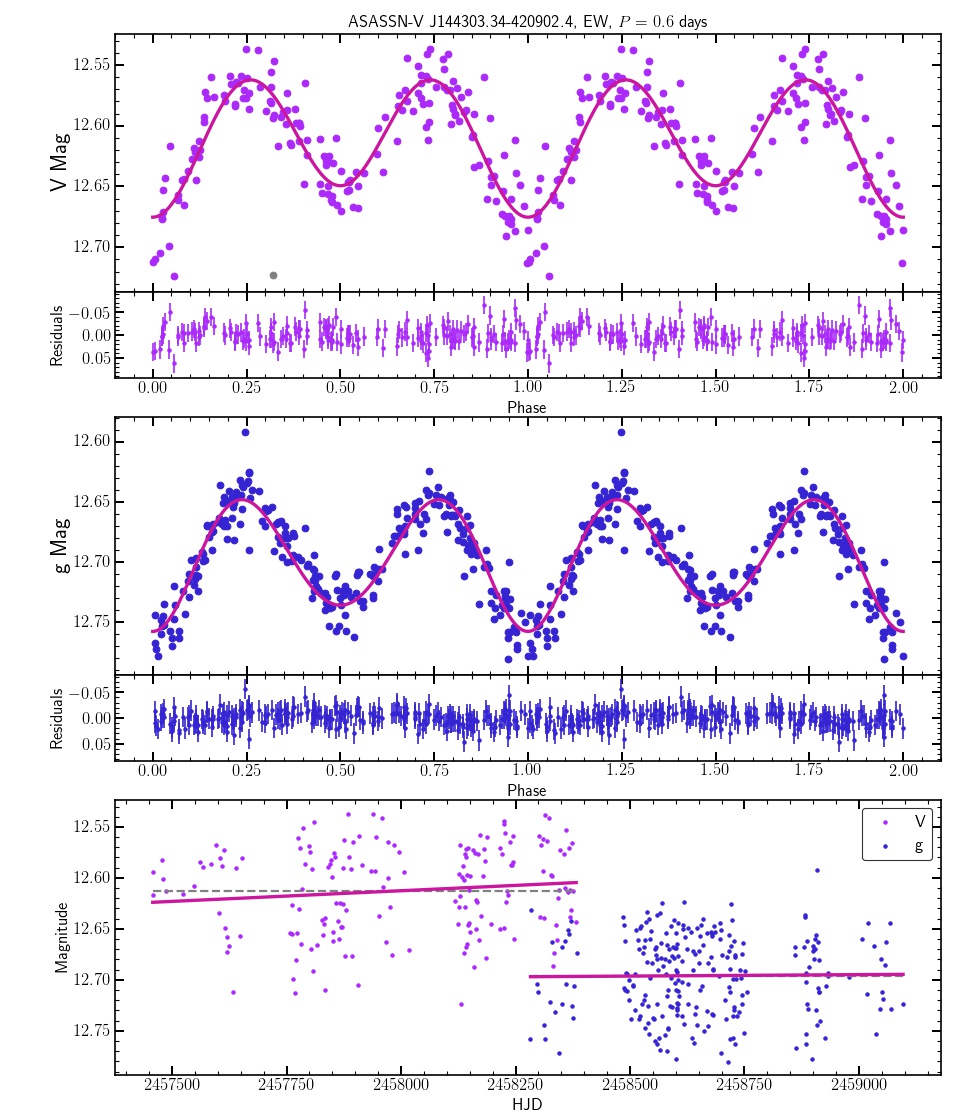 ASASSN-V J144303.34-420902.4, EW, P = 0.6 days
V Mag
12.55
12.60
12.65
12.70
Residuals
−0.05
0.00
0.05
0.00 0.25 0.50 0.75 1.00 1.25 1.50 1.75 2.00
Phase
g Mag
12.60
12.65
12.70
12.75
Residuals
−0.05
0.00
0.05
0.00 0.25 0.50 0.75 1.00 1.25 1.50 1.75 2.00
Phase
Magnitude
12.55
12.60
12.65
12.70
12.75
V
g
2457500 2457750 2458000 2458250 2458500 2458750 2459000
HJD